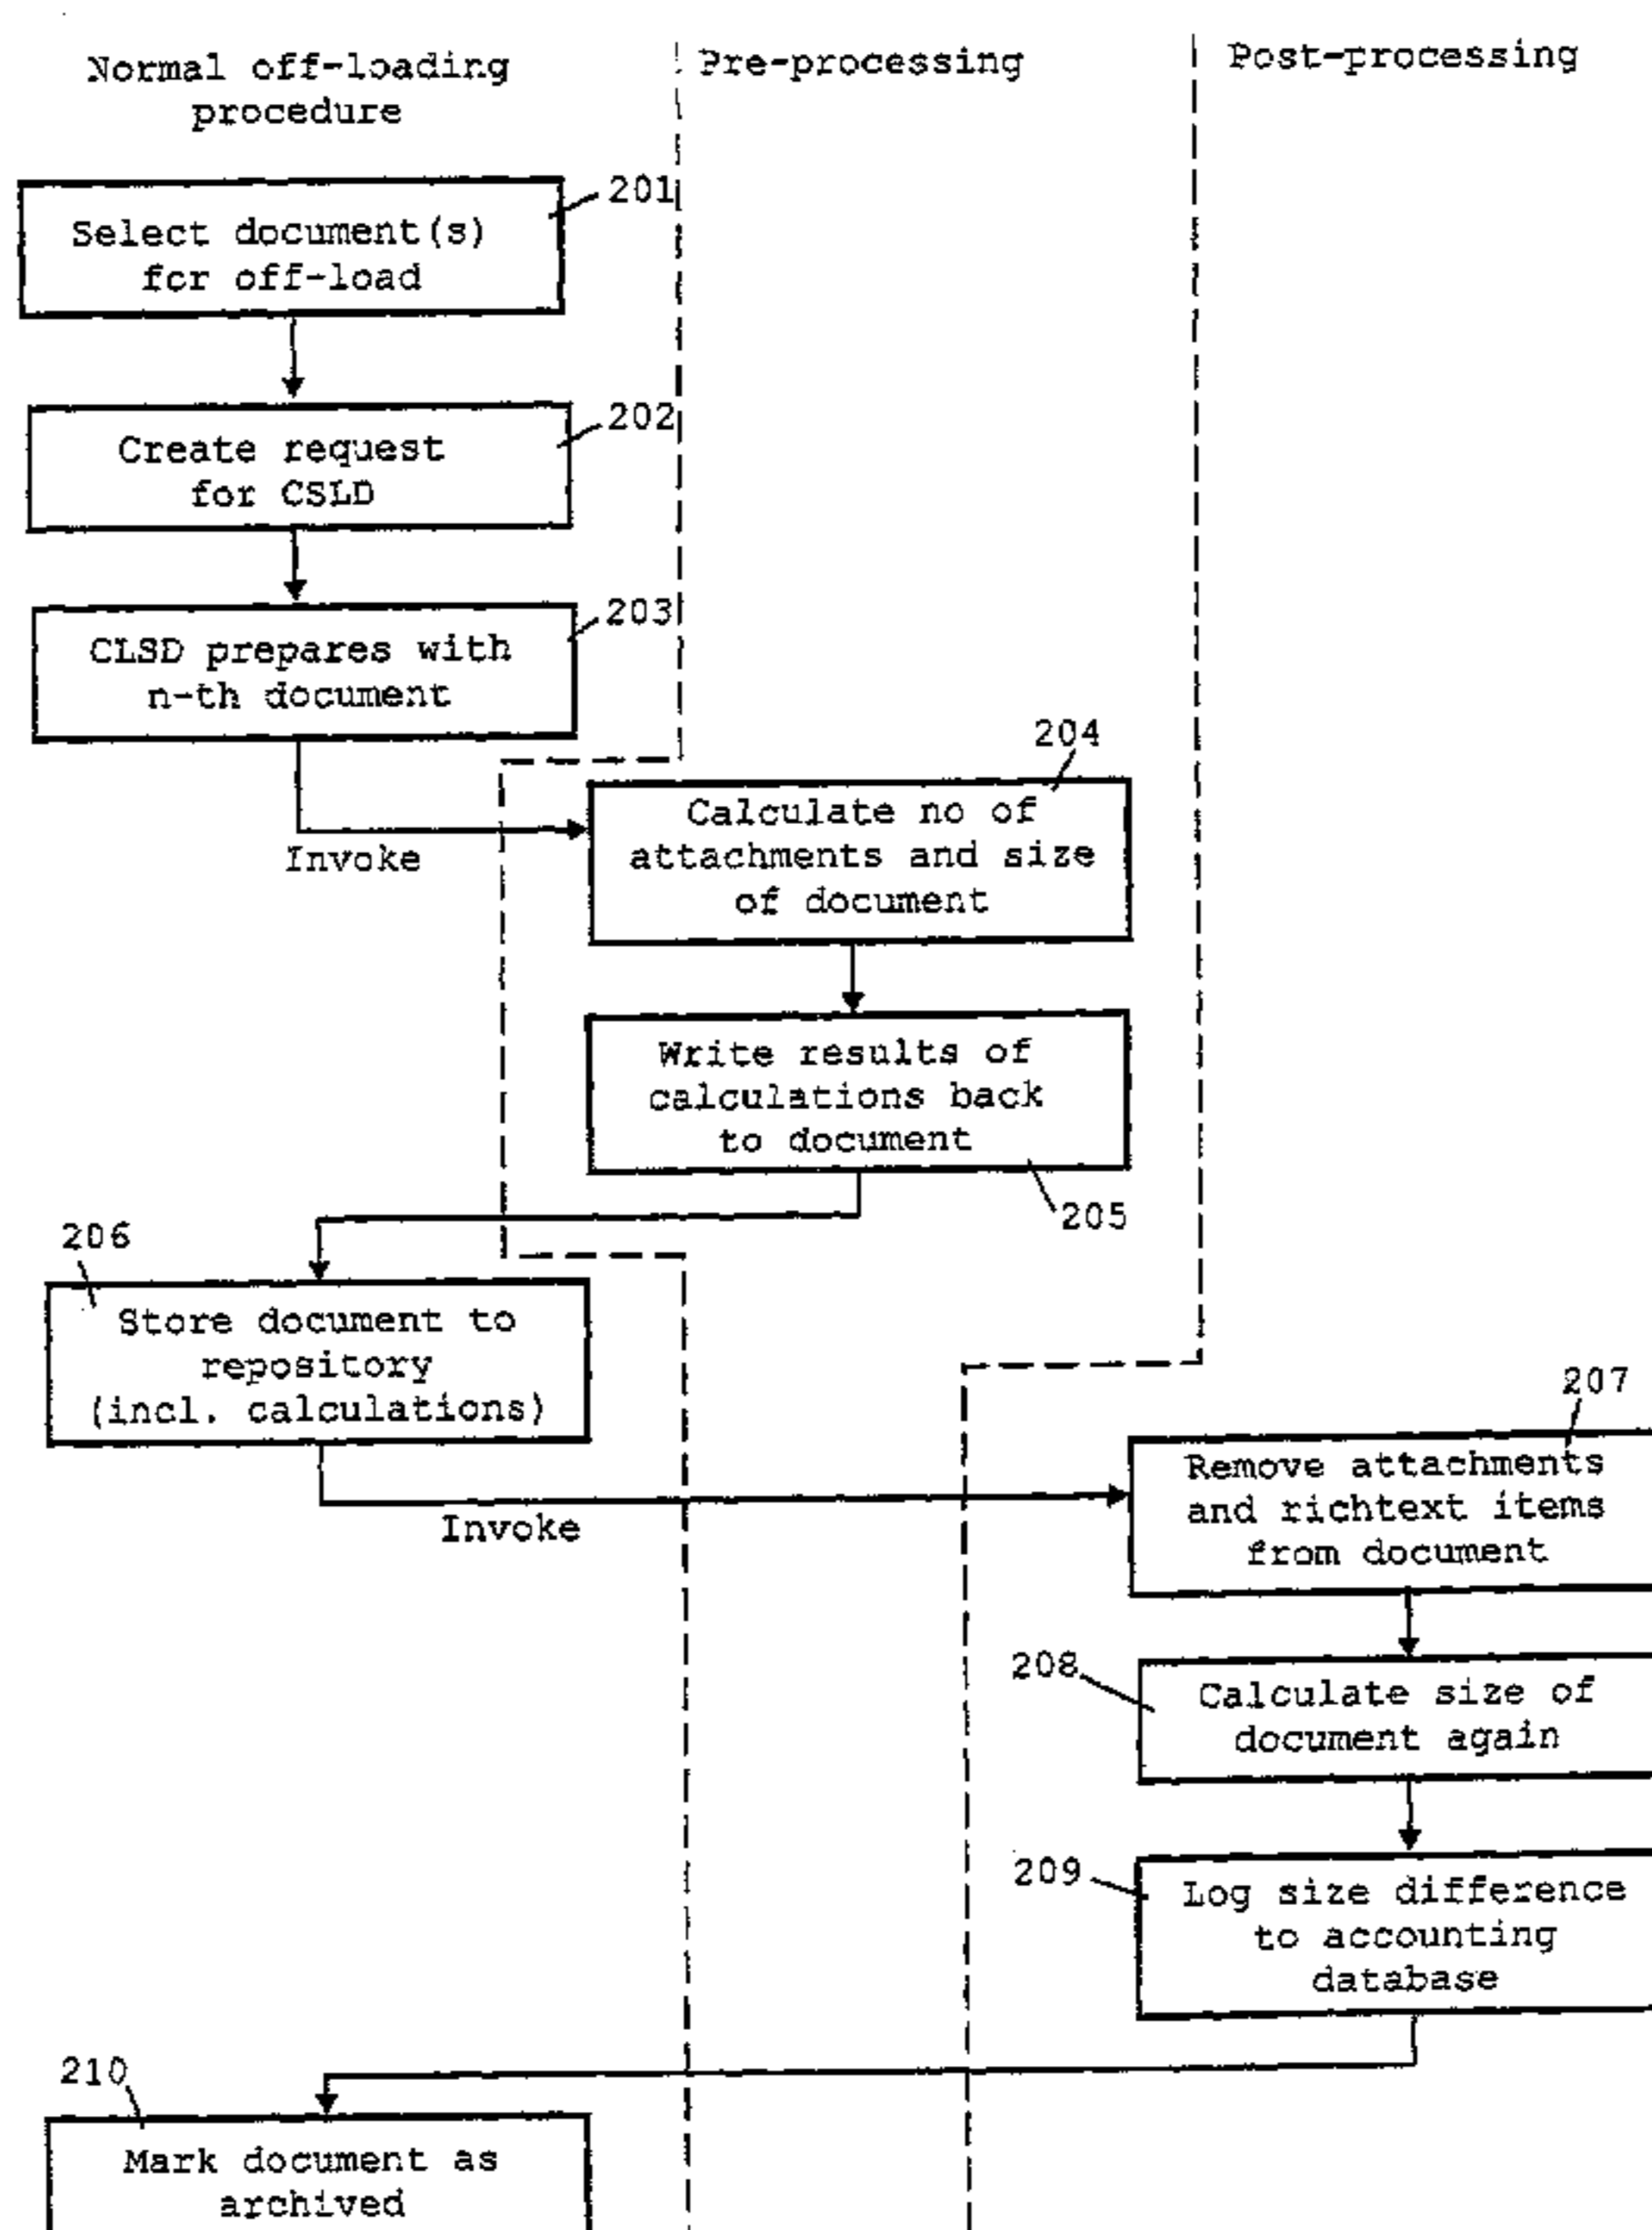 Normal off-loading
procedure
Pre-processing
Post-processing
201
Select document(s)
for off-load
202
Create request
for CSLD
203
CLSD prepares with
n-th document
Invoke
204
Calculate no of
attachments and size
of document
Write results of
calculations back
to document
205
206
Store document to
repository
(incl. calculations)
Invoke
207
Remove attachments
and richtext items
from document
208
Calculate size of
document again
209
Log size difference
to accounting
database
210
Mark document as
archived